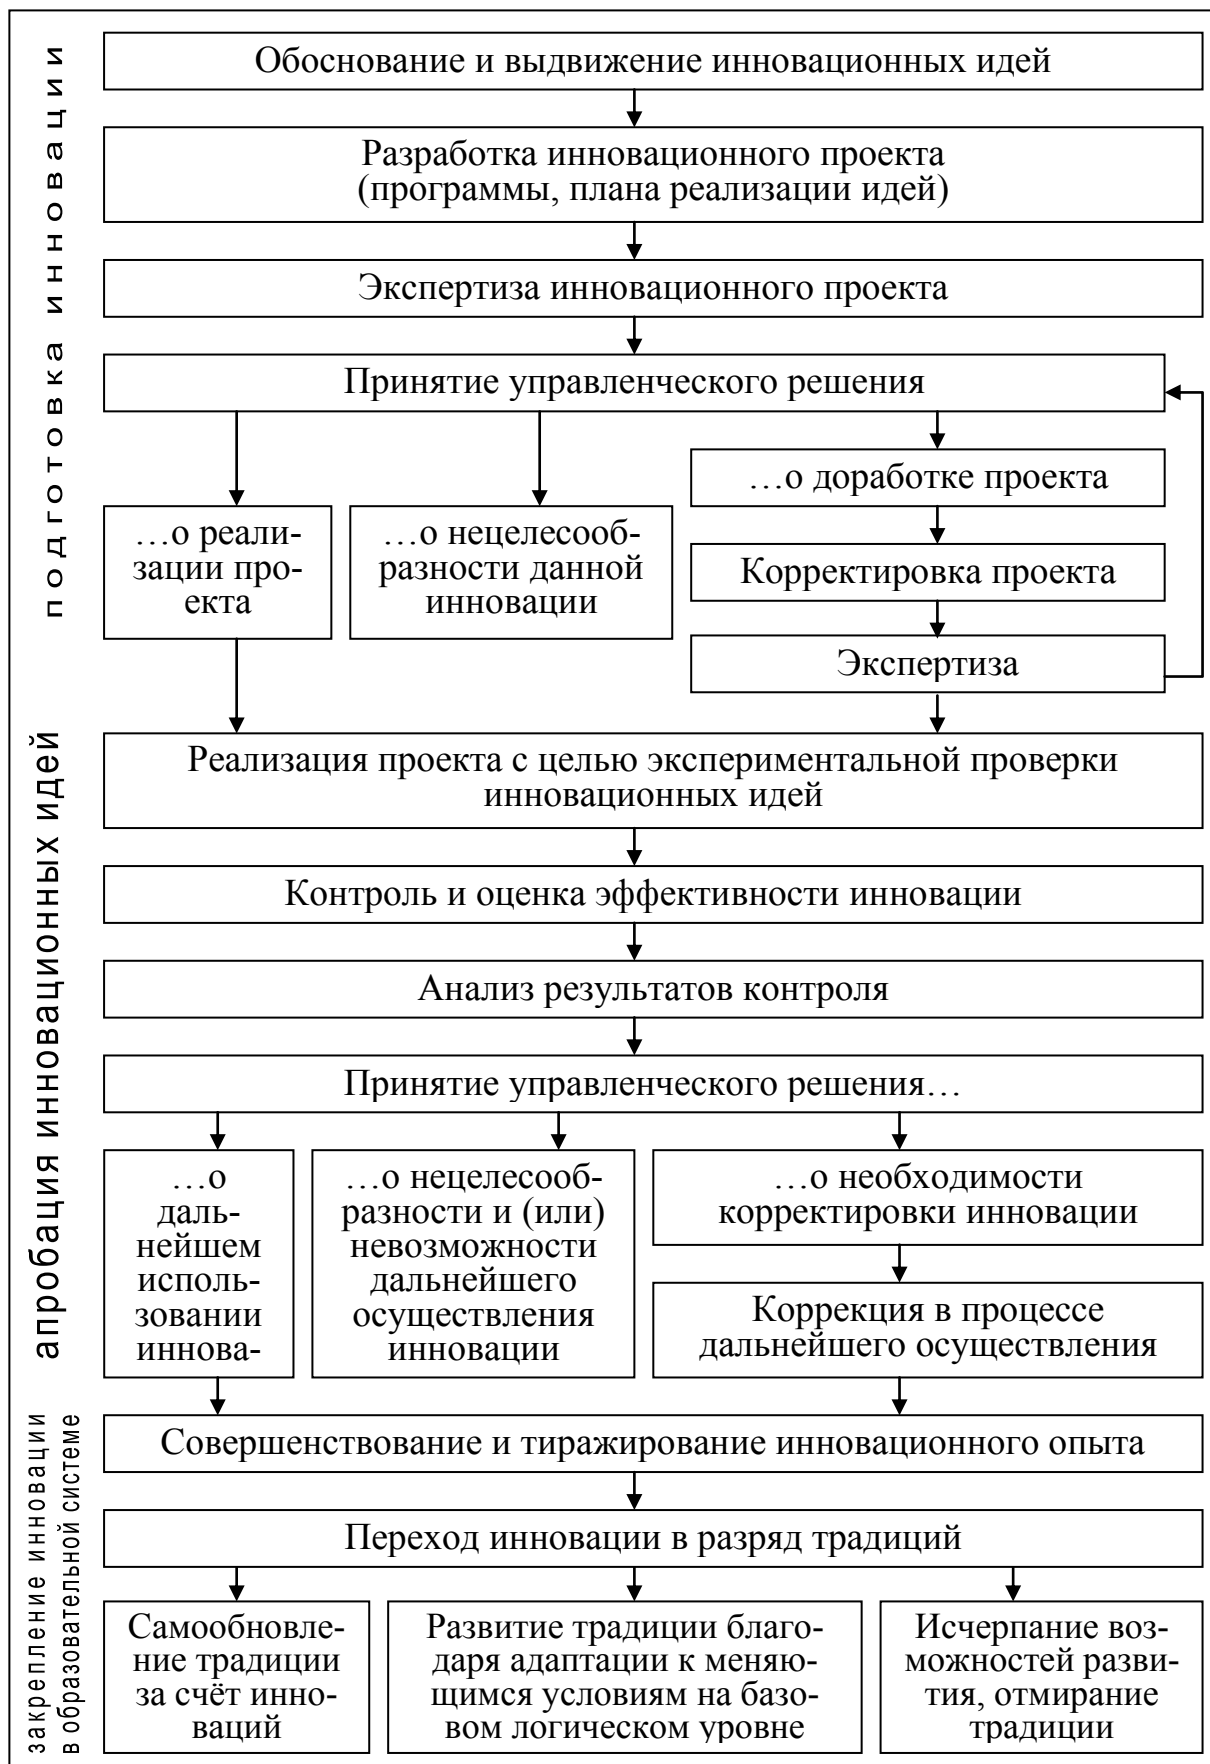 подготовка инновации
Обоснование и выдвижение инновационных идей
Разработка инновационного проекта
(программы, плана реализации идей)
Экспертиза инновационного проекта
Принятие управленческого решения
…о реали-
зации про-
екта
…о нецелесооб-
разности данной
инновации
…о доработке проекта
Корректировка проекта
Экспертиза
апробация инновационных идей
Реализация проекта с целью экспериментальной проверки
инновационных идей
Контроль и оценка эффективности инновации
Анализ результатов контроля
Принятие управленческого решения…
…о
даль-
нейшем
исполь-
зовании
иннова-
…о нецелесооб-
разности и (или)
невозможности
дальнейшего
осуществления
инновации
…о необходимости
корректировки инновации
Коррекция в процессе
дальнейшего осуществления
закрепление инновации
в образовательной системе
Совершенствование и тиражирование инновационного опыта
Переход инновации в разряд традиций
Самообновле-
ние традиции
за счёт инно-
ваций
Развитие традиции благо-
даря адаптации к меняю-
щимся условиям на базо-
вом логическом уровне
Исчерпание воз-
можностей разви-
тия, отмирание
традиции